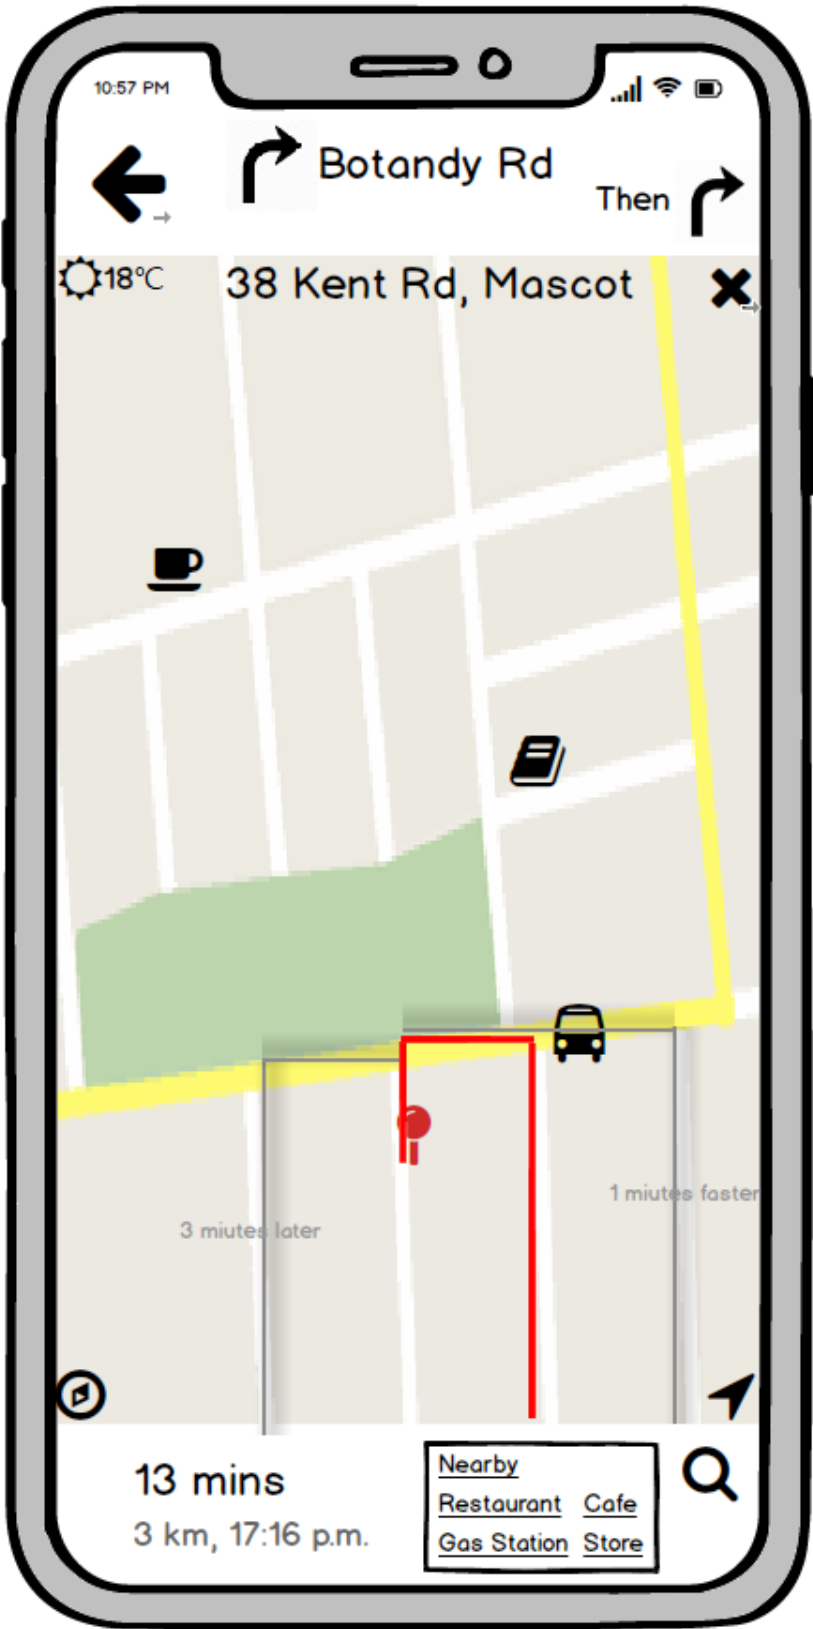 10:57 PM
Botandy Rd
Then
18°C
38 Kent Rd, Mascot
1 miutes faster
3 miutes later
13 mins
3 km, 17:16 p.m.
Nearby
Restaurant Cafe
Gas Station Store